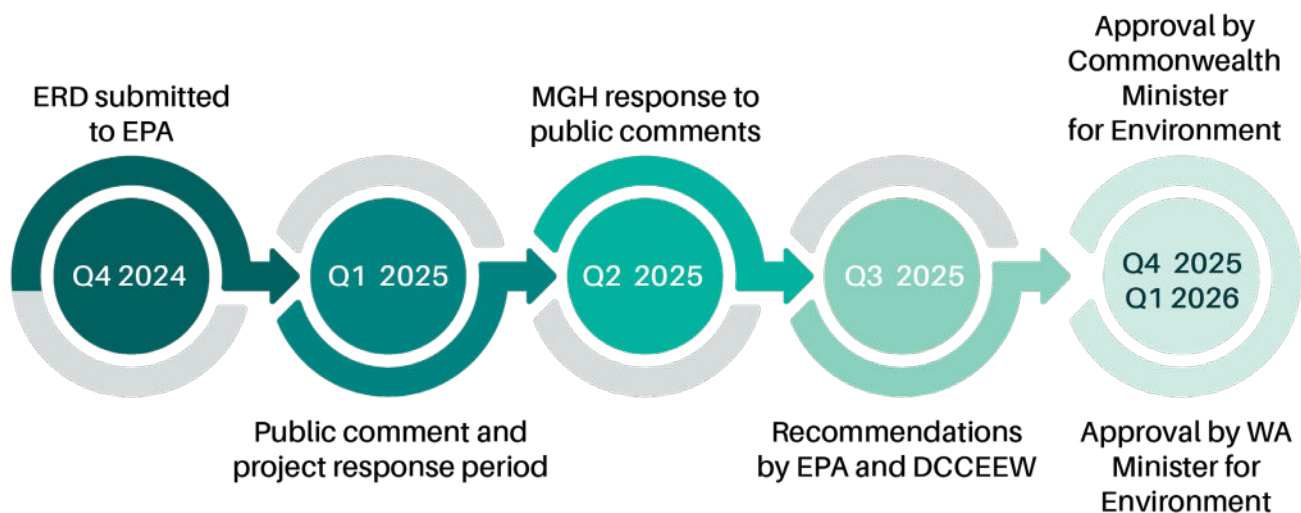 ERD submitted
to EPA
Q4 2024
Public comment and
project response period
Q1 2025
MGH response to
public comments
Q2 2025
Recommendations
by EPA and DCCEEW
Q3 2025
Approval by
Commonwealth
Minister
for Environment
Q4 2025
Q1 2026
Approval by WA
Minister for
Environment